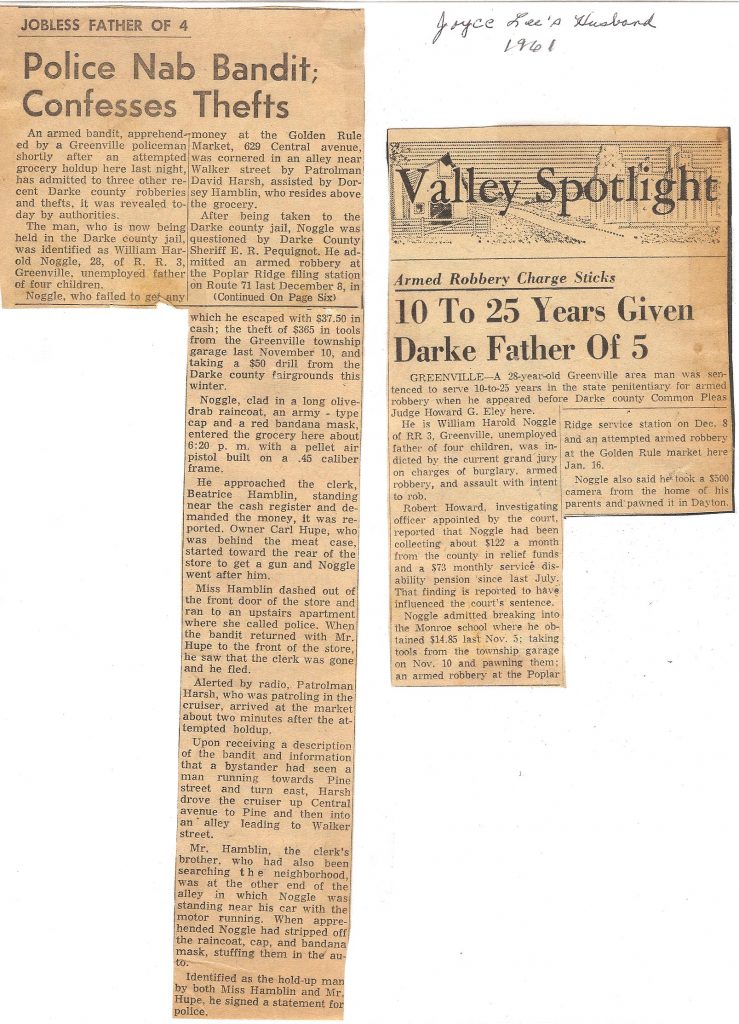 JOBLESS FATHER OF 4
Police Nab Bandit;
Confesses Thefts
An armed bandit, apprehend-
ed by a Greenville policeman
shortly after an attempted
grocery holdup here last night,
has admitted to three other re-
cent Darke county robberies
and thefts, it was revealed to-
day by authorities.
The man, who is now being
held in the Darke county jail,
was identified as William Har-
old Noggle, 28, of R. R. 3,
Greenville, unemployed father
of four children.
Noggle, who failed to get any
money at the Golden Rule
Market, 629 Central avenue,
was cornered in an alley near
Walker street by Patrolman
David Harsh, assisted by Dor-
sey Hamblin, who resides above
the grocery.
After being taken to the
Darke county jail, Noggle was
questioned by Darke County
Sheriff E. R. Pequignot. He ad-
mitted an armed robbery at
the Poplar Ridge filing station
on Route 71 last December 8, in
(Continued On Page Six)
which he escaped with $37.50 in
cash; the theft of $365 in tools
from the Greenville township
garage last November 10, and
taking a $50 drill from the
Darke county fairgrounds this
winter.
Noggle, clad in a long olive-
drab raincoat, an army - type
cap and a red bandana mask,
entered the grocery here about
6:20 p. m. with a pellet air
pistol built on a .45 caliber
frame.
He approached the clerk,
Beatrice Hamblin, standing
near the cash register and de-
manded the money, it was re-
ported. Owner Carl Hupe, who
was behind the meat case,
started toward the rear of the
store to get a gun and Noggle
went after him.
Miss Hamblin dashed out of
the front door of the store and
ran to an upstairs apartment
where she called police. When
the bandit returned with Mr.
Hupe to the front of the store,
he saw that the clerk was gone
and he fled.
Alerted by radio, Patrolman
Harsh, who was patroling in the
cruiser, arrived at the market
about two minutes after the at-
tempted holdup.
Upon receiving a description
of the bandit and information
that a bystander had seen a
man running towards Pine
street and turn east, Harsh
drove the cruiser up Central
avenue to Pine and then into
an alley leading to Walker
street.
Mr. Hamblin, the clerk's
brother, who had also been
searching the neighborhood,
was at the other end of the
alley in which Noggle was
standing near his car with the
motor running. When appre-
hended Noggle had stripped off
the raincoat, cap, and bandana
mask, stuffing them in the au-
to.
Identified as the hold-up man
by both Miss Hamblin and Mr.
Hupe, he signed a statement for
police.
Joyce Lee's Husband
1961
Valley Spotlight
Armed Robbery Charge Sticks
10 To 25 Years Given
Darke Father Of 5
GREENVILLE—A 28-year-old Greenville area man was sen-
tenced to serve 10-to-25 years in the state penitentiary for armed
robbery when he appeared before Darke county Common Pleas
Judge Howard G. Eley here.
He is William Harold Noggle
of RR 3, Greenville, unemployed
father of four children, was in-
dicted by the current grand jury
on charges of burglary, armed
robbery, and assault with intent
to rob.
Robert Howard, investigating
officer appointed by the court,
reported that Noggle had been
collecting about $122 a month
from the county in relief funds
and a $73 monthly service dis-
ability pension since last July.
That finding is reported to have
influenced the court's sentence.
Noggle admitted breaking into
the Monroe school where he ob-
tained $14.85 last Nov. 5; taking
tools from the township garage
on Nov. 10 and pawning them;
an armed robbery at the Poplar
Ridge service station on Dec. 8
and an attempted armed robbery
at the Golden Rule market here
Jan. 16.
Noggle also said he took a $300
camera from the home of his
parents and pawned it in Dayton.